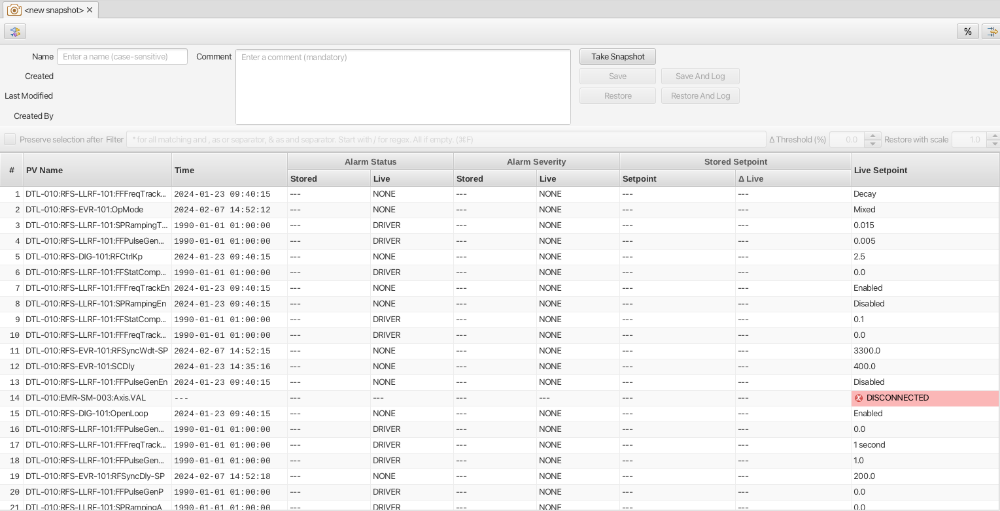 <new snapshot>
%
Name Enter a name (case-sensitive) Comment Enter a comment (mandatory) Take Snapshot
Created Save Save And Log
Last Modified Restore Restore And Log
Created By
Preserve selection after Filter * for all matching and , as or separator, & as and separator. Start with / for regex. All if empty. (⌘F) Δ Threshold (%) 0.0 Restore with scale 1.0
# PV Name Time Alarm Status Alarm Severity Stored Setpoint Live Setpoint
Stored Live Stored Live Setpoint Δ Live
1 DTL-010:RFS-LLRF-101:FFFreqTrack... 2024-01-23 09:40:15 --- NONE --- NONE --- --- Decay
2 DTL-010:RFS-EVR-101:OpMode 2024-02-07 14:52:12 --- NONE --- NONE --- --- Mixed
3 DTL-010:RFS-LLRF-101:SPRampingT... 1990-01-01 01:00:00 --- DRIVER --- NONE --- --- 0.015
4 DTL-010:RFS-LLRF-101:FFPulseGen... 1990-01-01 01:00:00 --- DRIVER --- NONE --- --- 0.005
5 DTL-010:RFS-DIG-101:RFCtrlKp 2024-01-23 09:40:15 --- NONE --- NONE --- --- 2.5
6 DTL-010:RFS-LLRF-101:FFStatComp... 1990-01-01 01:00:00 --- DRIVER --- NONE --- --- 0.0
7 DTL-010:RFS-LLRF-101:FFFreqTrackEn 2024-01-23 09:40:15 --- NONE --- NONE --- --- Enabled
8 DTL-010:RFS-LLRF-101:SPRampingEn 2024-01-23 09:40:15 --- NONE --- NONE --- --- Disabled
9 DTL-010:RFS-LLRF-101:FFStatComp... 1990-01-01 01:00:00 --- DRIVER --- NONE --- --- 0.1
10 DTL-010:RFS-LLRF-101:FFFreqTrack... 1990-01-01 01:00:00 --- DRIVER --- NONE --- --- 0.0
11 DTL-010:RFS-EVR-101:RFSyncWdt-SP 2024-02-07 14:52:15 --- NONE --- NONE --- --- 3300.0
12 DTL-010:RFS-EVR-101:SCDly 2024-01-23 14:35:16 --- NONE --- NONE --- --- 400.0
13 DTL-010:RFS-LLRF-101:FFPulseGenEn 2024-01-23 09:40:15 --- NONE --- NONE --- --- Disabled
14 DTL-010:EMR-SM-003:Axis.VAL --- --- --- --- --- --- --- DISCONNECTED
15 DTL-010:RFS-DIG-101:OpenLoop 2024-01-23 09:40:15 --- NONE --- NONE --- --- Enabled
16 DTL-010:RFS-LLRF-101:FFPulseGen... 1990-01-01 01:00:00 --- DRIVER --- NONE --- --- 0.0
17 DTL-010:RFS-LLRF-101:FFFreqTrack... 1990-01-01 01:00:00 --- DRIVER --- NONE --- --- 1 second
18 DTL-010:RFS-LLRF-101:FFPulseGen... 1990-01-01 01:00:00 --- DRIVER --- NONE --- --- 1.0
19 DTL-010:RFS-EVR-101:RFSyncDly-SP 2024-02-07 14:52:18 --- NONE --- NONE --- --- 200.0
20 DTL-010:RFS-LLRF-101:FFPulseGenP 1990-01-01 01:00:00 --- DRIVER --- NONE --- --- 0.0
21 DTL-010:RFS-LLRF-101:SPRampingA 1990-01-01 01:00:00 --- DRIVER --- NONE --- --- 0.0